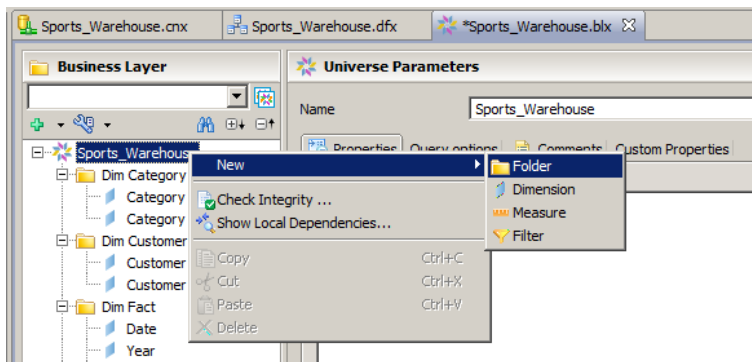 Sports_Warehouse.cnx
Sports_Warehouse.dfx
*Sports_Warehouse.blx
Business Layer
Universe Parameters
Name
Sports_Warehouse
Properties
Query options
Comments
Custom Properties
Sports_Warehous
Dim Category
Category
Category
Dim Customer
Customer
Customer
Dim Fact
Date
Year
New
Check Integrity ...
Show Local Dependencies...
Copy Ctrl+C
Cut Ctrl+X
Paste Ctrl+V
Delete
Folder
Dimension
Measure
Filter